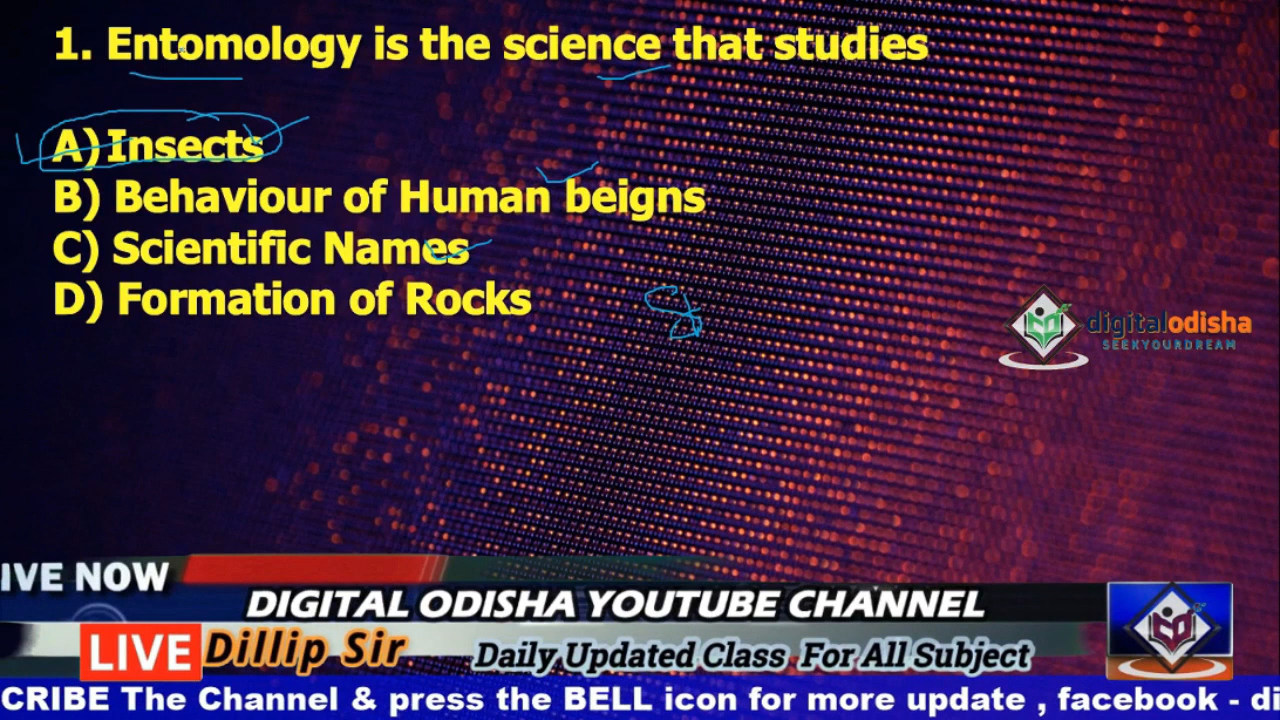 1. Entomology is the science that studies
A) Insects
B) Behaviour of Human beigns
C) Scientific Names
D) Formation of Rocks
8
digitalodisha
SEEKYOURDREAM
IVE NOW
DIGITAL ODISHA YOUTUBE CHANNEL
LIVE Dillip Sir Daily Updated Class For All Subject
CRIBE The Channel & press the BELL icon for more update , facebook - di